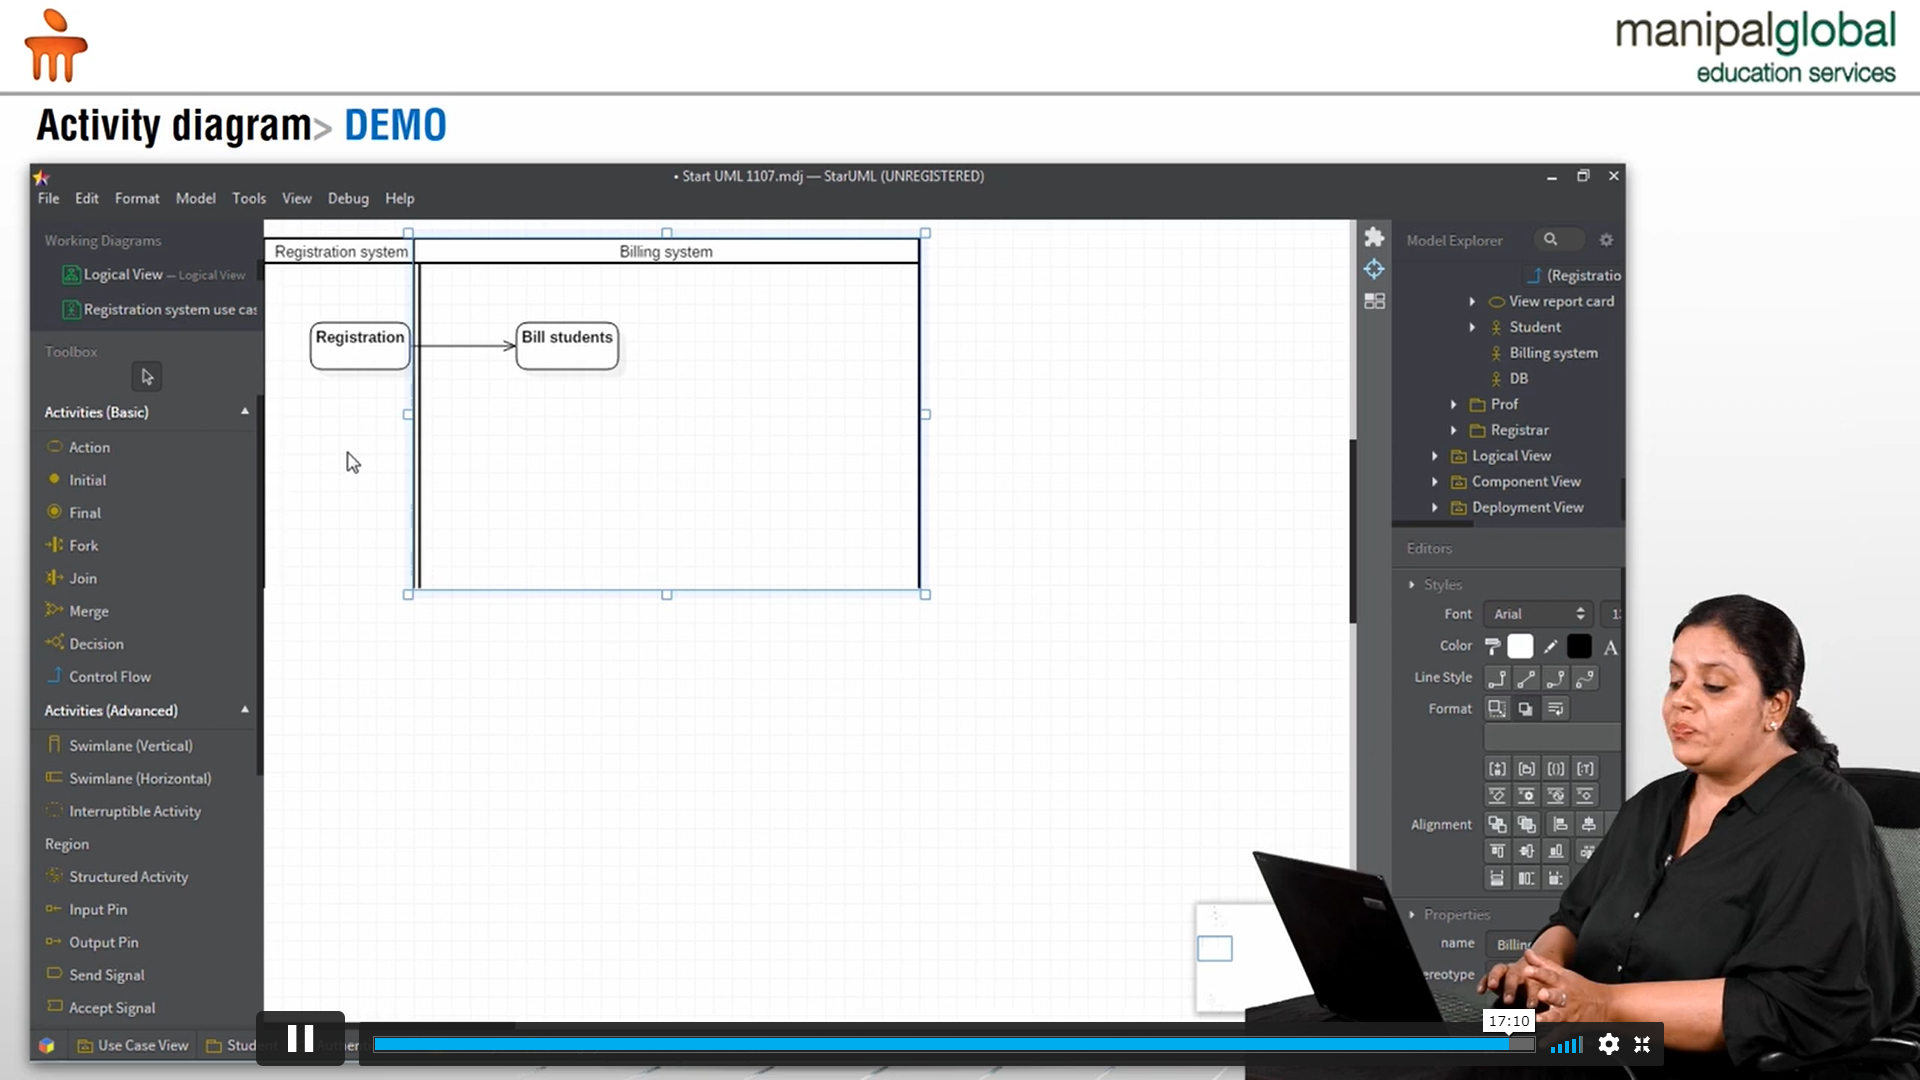 manipalglobal
education services
Activity diagram> DEMO
• Start UML 1107.mdj — StarUML (UNREGISTERED)
File Edit Format Model Tools View Debug Help
Working Diagrams
Logical View — Logical View
Registration system use cas
Toolbox
Activities (Basic)
Action
Initial
Final
Fork
Join
Merge
Decision
Control Flow
Activities (Advanced)
Swimlane (Vertical)
Swimlane (Horizontal)
Interruptible Activity
Region
Structured Activity
Input Pin
Output Pin
Send Signal
Accept Signal
Registration system
Billing system
Registration
Bill students
Model Explorer
(Registratio
View report card
Student
Billing system
DB
Prof
Registrar
Logical View
Component View
Deployment View
Editors
Styles
Font Arial
Color
Line Style
Format
Alignment
Properties
name Billing
ereotype
Use Case View
17:10